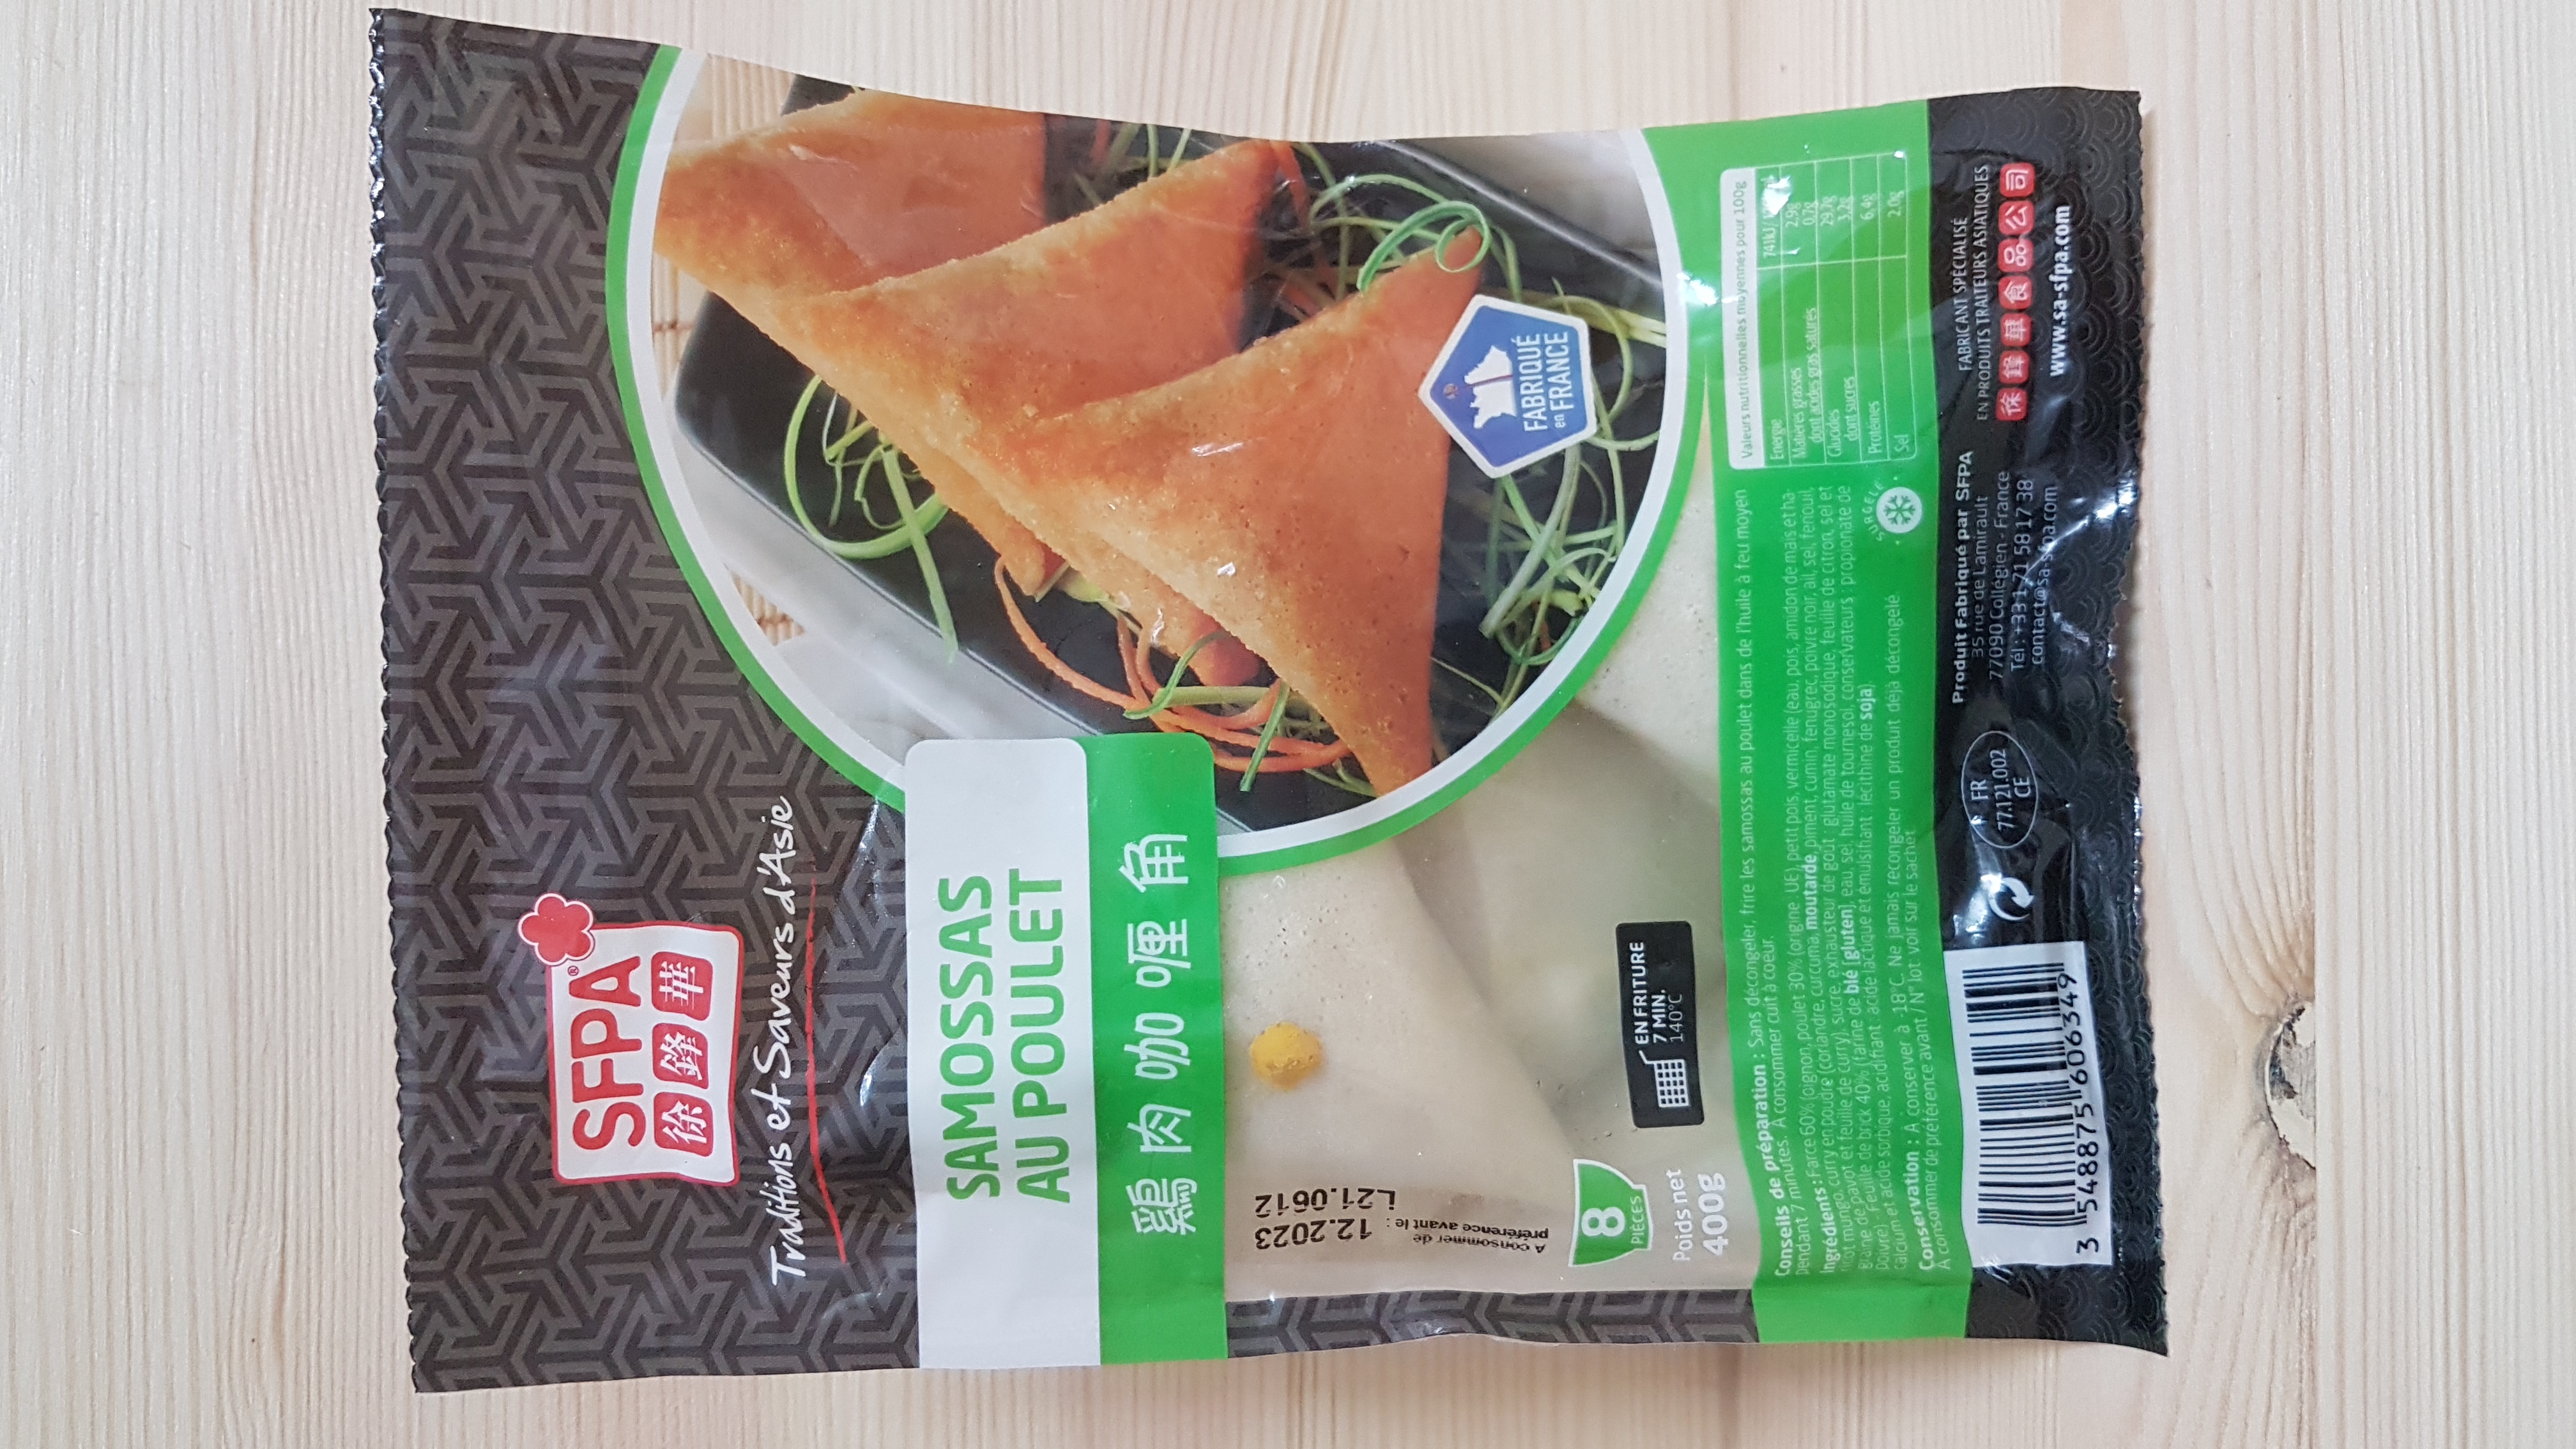 SFPA®
徐鋒華
Traditions et Saveurs d'Asie
SAMOSSAS
AU POULET
鶏肉咖喱角
A consommer de
préférence avant le : 12.2023
L21.0612
8
PIÈCES
Poids net
400g
EN FRITURE
7 MIN.
140°C
FABRIQUÉ
en FRANCE
Conseils de préparation : Sans décongeler, frire les samossas au poulet dans de l'huile à feu moyen
pendant 7 minutes. A consommer cuit à coeur.
Ingrédients : Farce 60% (oignon, poulet 30% (origine : UE), petit pois, vermicelle (eau, pois, amidon de maïs et ha-
ricot mungo, curry en poudre (coriandre, curcuma, moutarde, piment, cumin, fenugrec, poivre noir, ail, sel, fenouil,
graine de pavot et feuille de curry), sucre, exhausteur de goût : glutamate monosodique, feuille de citron, sel et
poivre) - Feuille de brick 40% (farine de blé [gluten], eau, sel, huile de tournesol, conservateurs : propionate de
calcium et acide sorbique, acidifiant : acide lactique et émulsifiant : lécithine de soja).
Conservation : A conserver à -18°C. Ne jamais recongeler un produit déjà décongelé.
A consommer de préférence avant / N° lot: voir sur le sachet
SURGELÉ
Valeurs nutritionnelles moyennes pour 100g
Energie 741kJ/
Matières grasses 2,9g
dont acides gras saturés 0,7g
Glucides 29,7g
dont sucres 3,2g
Protéines 6,4g
Sel 2,0g
3 548875 606349
FR
77.121.002
CE
Produit Fabriqué par SFPA
35 rue de Lamirault
77090 Collégien - France
Tél : +33 1 71 58 17 38
contact@sa-sfpa.com
FABRICANT SPÉCIALISÉ
EN PRODUITS TRAITEURS ASIATIQUES
徐鋒華食品公司
www.sa-sfpa.com